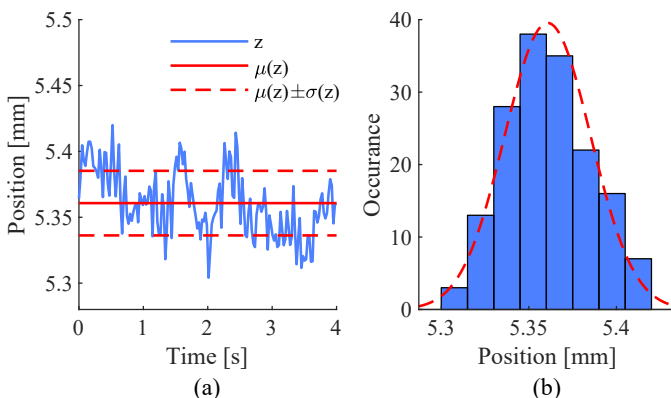 z
μ(z)
μ(z)±σ(z)
5.5
5.45
5.4
5.35
5.3
Position [mm]
0
1
2
3
4
Time [s]
(a)
40
30
20
10
0
Occurance
5.3
5.35
5.4
Position [mm]
(b)